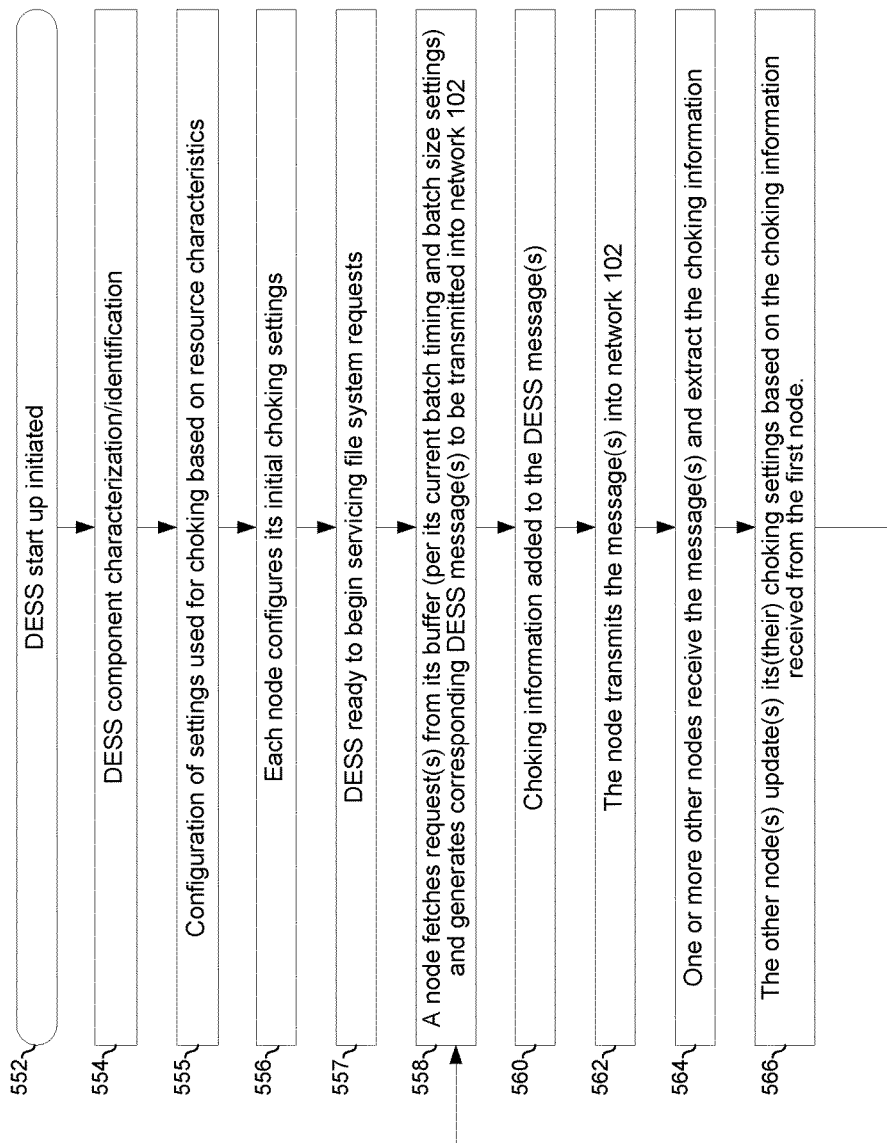 552
DESS start up initiated
554
DESS component characterization/identification
555
Configuration of settings used for choking based on resource characteristics
556
Each node configures its initial choking settings
557
DESS ready to begin servicing file system requests
558
A node fetches request(s) from its buffer (per its current batch timing and batch size settings)
and generates corresponding DESS message(s) to be transmitted into network 102
560
Choking information added to the DESS message(s)
562
The node transmits the message(s) into network 102
564
One or more other nodes receive the message(s) and extract the choking information
566
The other node(s) update(s) its(their) choking settings based on the choking information
received from the first node.